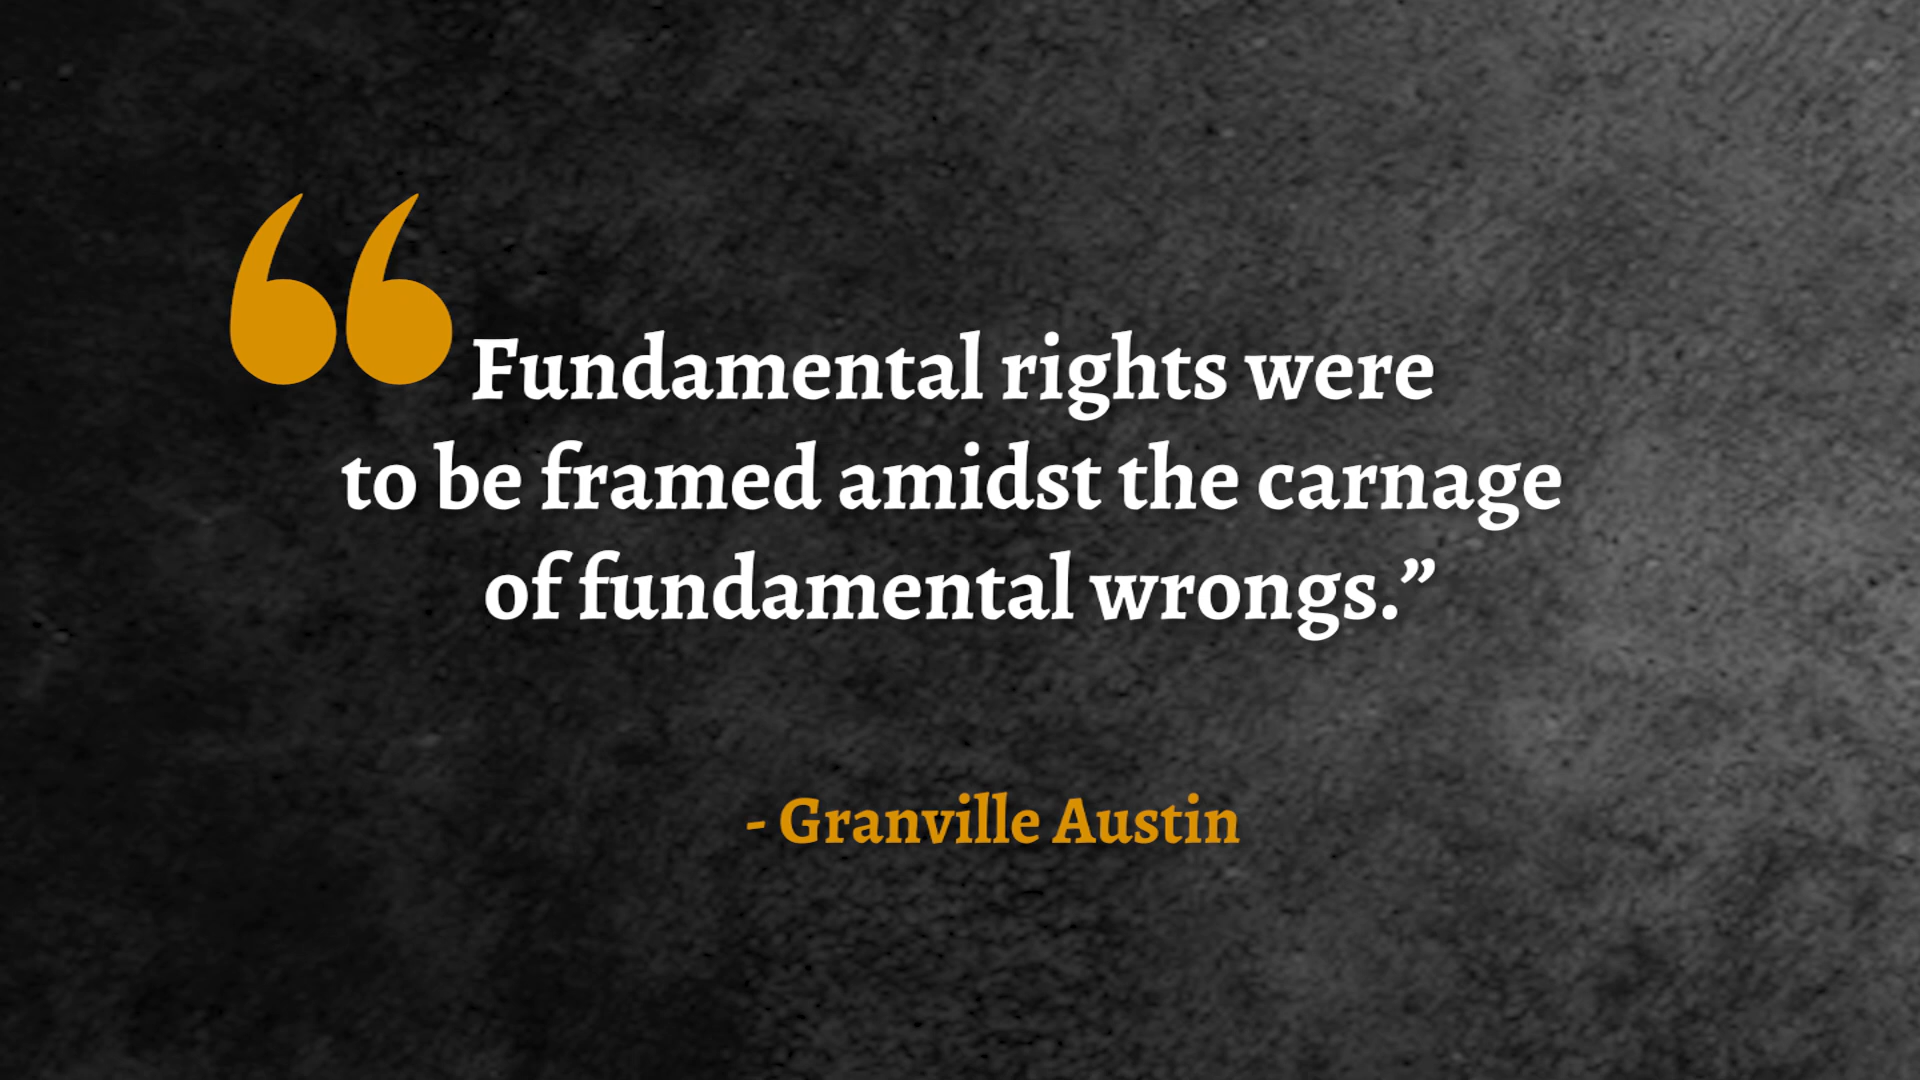 “Fundamental rights were
to be framed amidst the carnage
of fundamental wrongs.”
- Granville Austin